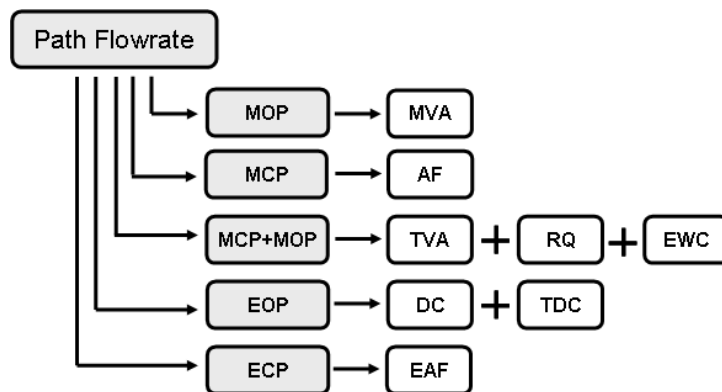 Path Flowrate
MOP MVA
MCP AF
MCP+MOP TVA + RQ + EWC
EOP DC + TDC
ECP EAF